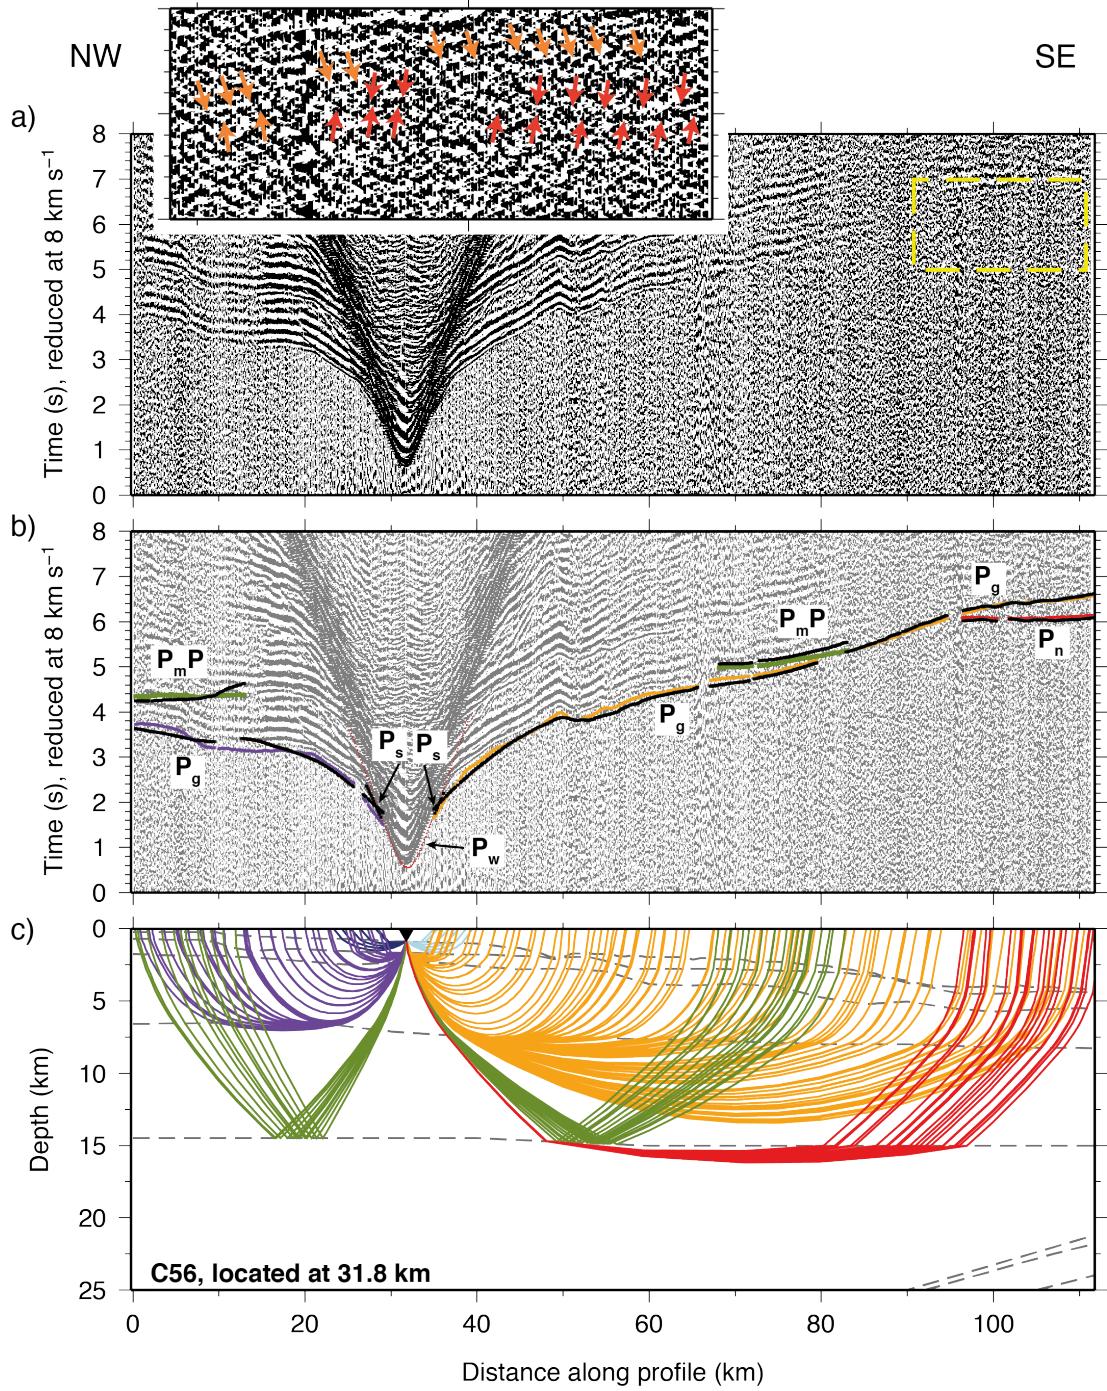 NW
SE
a)
8
7
6
5
4
3
2
1
0
Time (s), reduced at 8 km s⁻¹
b)
8
7
6
5
4
3
2
1
0
Time (s), reduced at 8 km s⁻¹
PmP
Pg
Ps
Ps
Pw
Pg
PmP
Pg
Pn
c)
0
5
10
15
20
25
Depth (km)
C56, located at 31.8 km
0
20
40
60
80
100
Distance along profile (km)